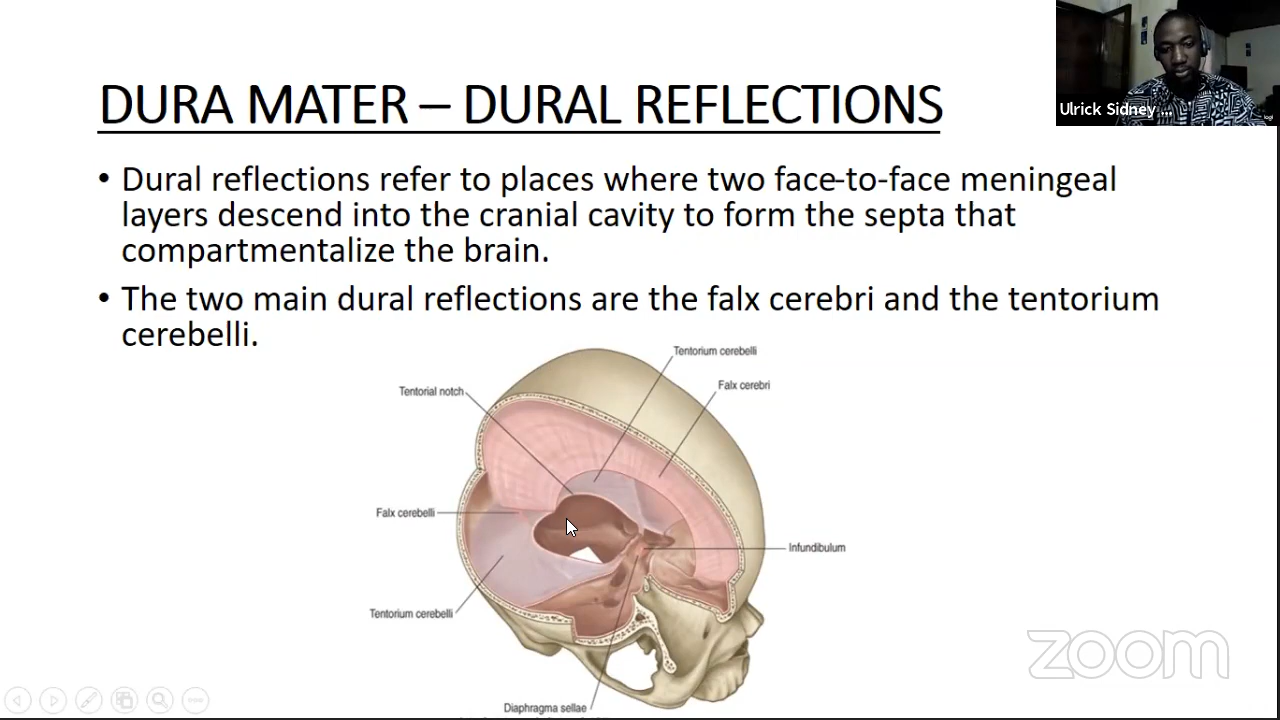 DURA MATER – DURAL REFLECTIONS
Ulrick Sidney ...
logi
• Dural reflections refer to places where two face-to-face meningeal
layers descend into the cranial cavity to form the septa that
compartmentalize the brain.
• The two main dural reflections are the falx cerebri and the tentorium
cerebelli.
Tentorium cerebelli
Falx cerebri
Tentorial notch
Falx cerebelli
Infundibulum
Tentorium cerebelli
zoom
Diaphragma sellae